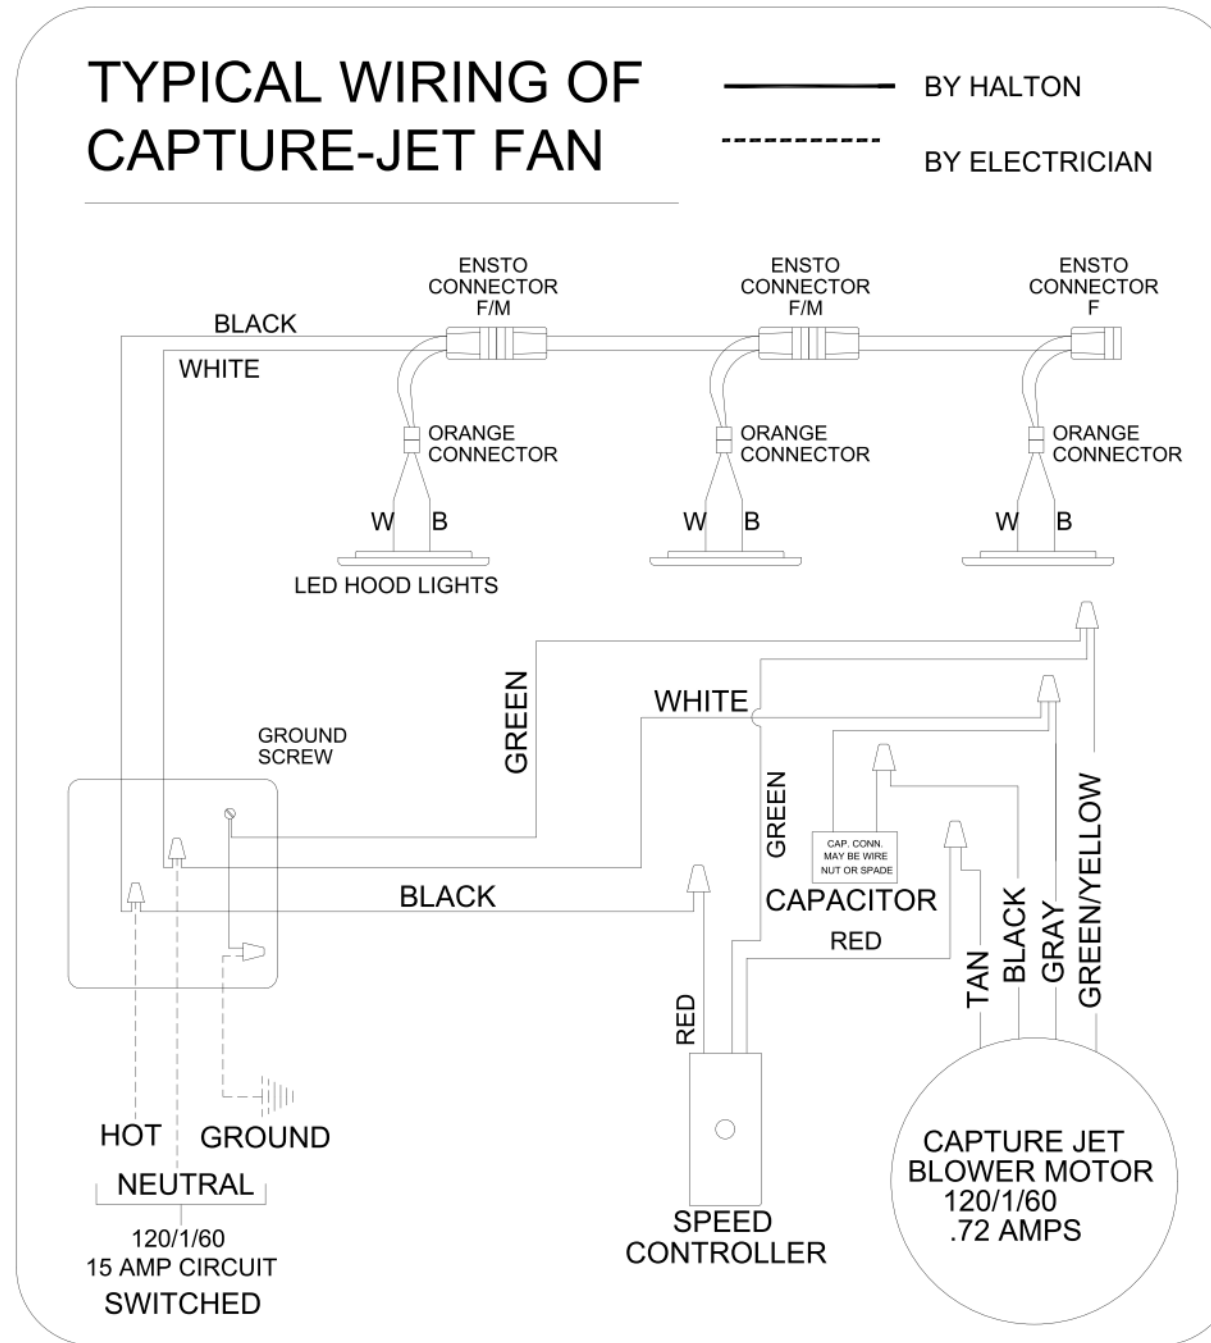 TYPICAL WIRING OF
CAPTURE-JET FAN
BY HALTON
BY ELECTRICIAN
ENSTO
CONNECTOR
F/M
ENSTO
CONNECTOR
F/M
ENSTO
CONNECTOR
F
BLACK
WHITE
ORANGE
CONNECTOR
ORANGE
CONNECTOR
ORANGE
CONNECTOR
W B
W B
W B
LED HOOD LIGHTS
GREEN
WHITE
GROUND
SCREW
GREEN
CAP. CONN.
MAY BE WIRE
NUT OR SPADE
CAPACITOR
BLACK
RED
RED
TAN
BLACK
GRAY
GREEN/YELLOW
HOT
GROUND
NEUTRAL
120/1/60
15 AMP CIRCUIT
SWITCHED
SPEED
CONTROLLER
CAPTURE JET
BLOWER MOTOR
120/1/60
.72 AMPS